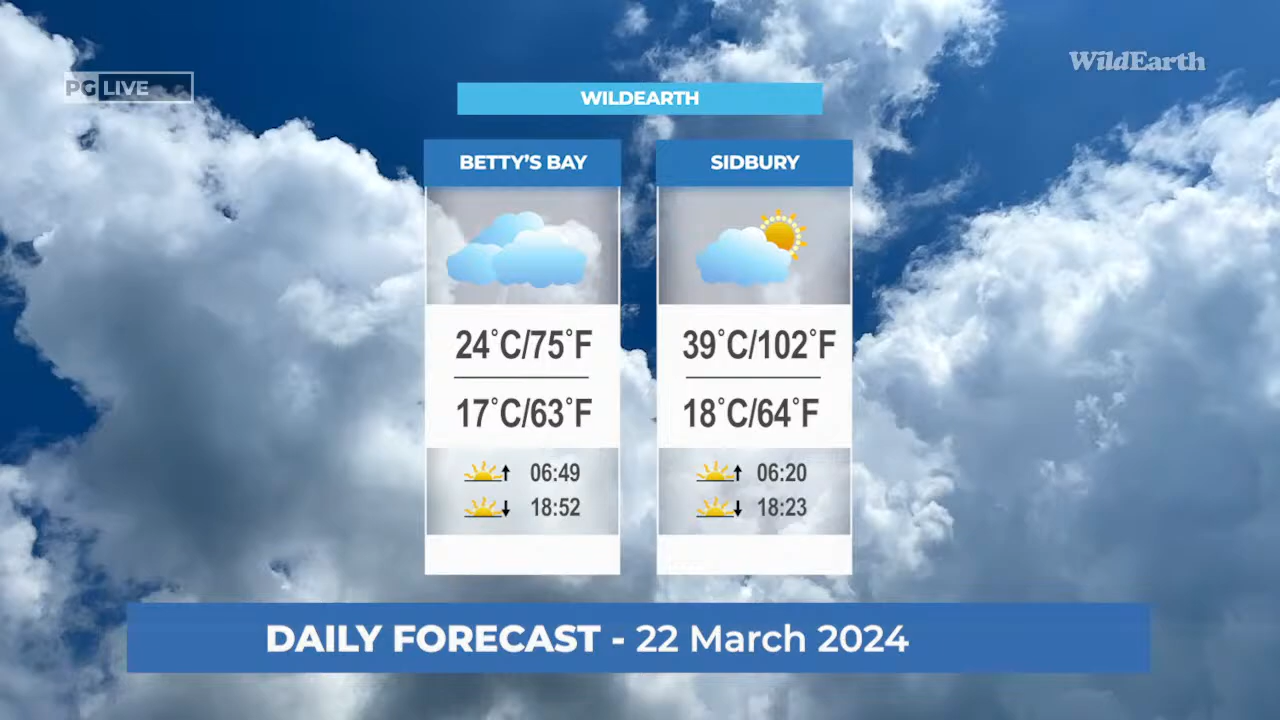 PG LIVE
WildEarth
WILDEARTH
BETTY'S BAY
24°C/75°F
17°C/63°F
06:49
18:52
SIDBURY
39°C/102°F
18°C/64°F
06:20
18:23
DAILY FORECAST - 22 March 2024